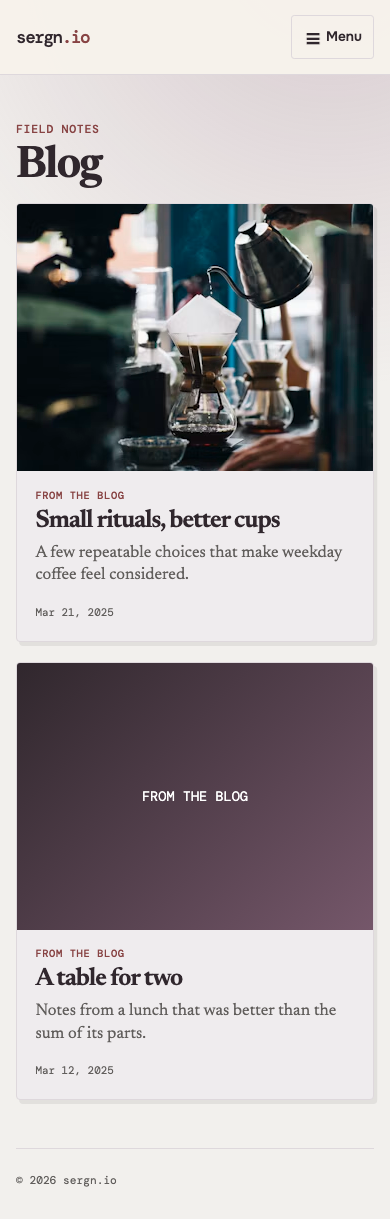 sergn.io
Menu
FIELD NOTES
Blog
FROM THE BLOG
Small rituals, better cups
A few repeatable choices that make weekday
coffee feel considered.
Mar 21, 2025
FROM THE BLOG
FROM THE BLOG
A table for two
Notes from a lunch that was better than the
sum of its parts.
Mar 12, 2025
© 2026 sergn.io